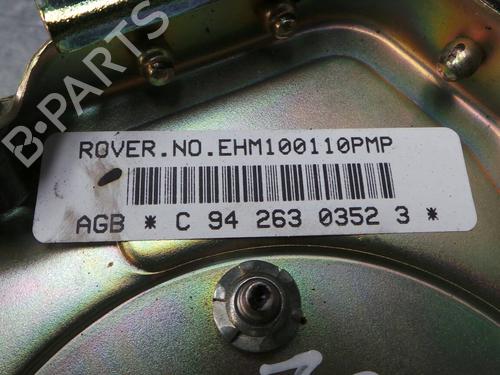 B-PARTS
ROVER.NO.EHM100110PMP
AGB * C 94 263 0352 3 *